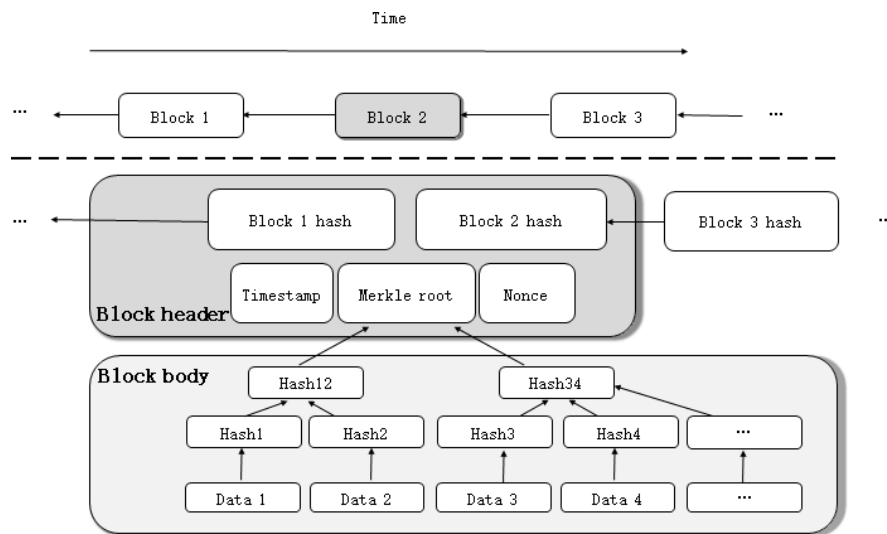 Time
...
Block 1
Block 2
Block 3
...
...
Block 1 hash
Block 2 hash
Block 3 hash
...
Timestamp
Merkle root
Nonce
Block header
Block body
Hash12
Hash34
Hash1
Hash2
Hash3
Hash4
...
Data 1
Data 2
Data 3
Data 4
...